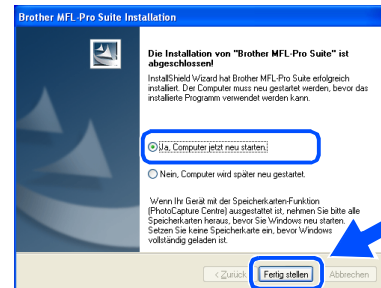 Brother MFL-Pro Suite Installation
Die Installation von "Brother MFL-Pro Suite" ist
abgeschlossen!
InstallShield Wizard hat Brother MFL-Pro Suite erfolgreich
installiert. Der Computer muss neu gestartet werden, bevor das
installierte Programm verwendet werden kann.
Ja, Computer jetzt neu starten.
Nein, Computer wird später neu gestartet.
Wenn Ihr Gerät mit der Speicherkarten-Funktion
(PhotoCapture Centre) ausgestattet ist, nehmen Sie bitte alle
Speicherkarten heraus, bevor Sie Windows neu starten.
Setzen Sie keine Speicherkarte ein, bevor Windows
vollständig geladen ist.
< Zurück Fertig stellen Abbrechen